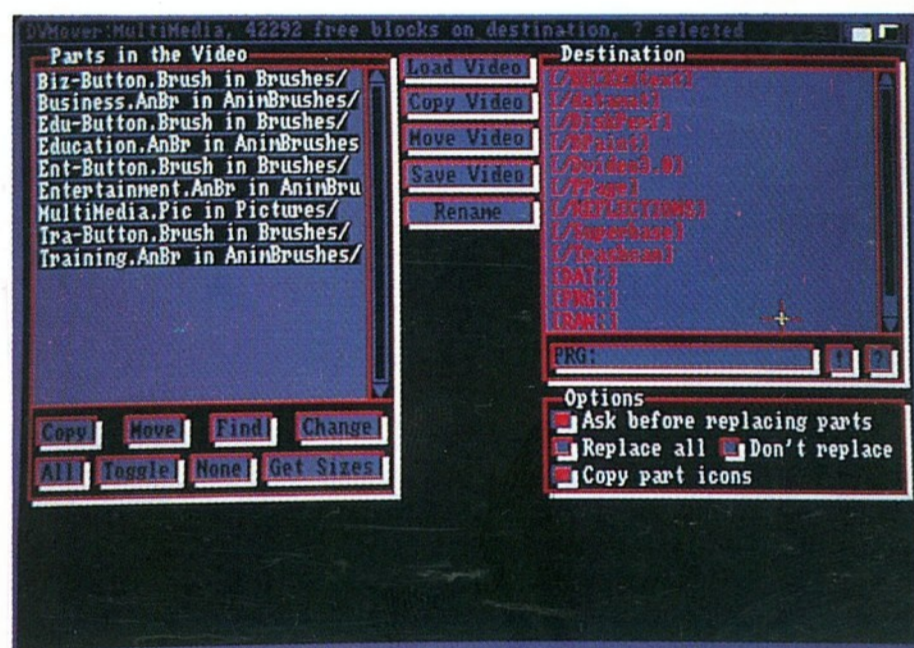 DVMover:MultiMedia, 42292 free blocks on destination, ? selected
Parts in the Video
Biz-Button.Brush in Brushes/
Business.AnBr in AnimBrushes/
Edu-Button.Brush in Brushes/
Education.AnBr in AnimBrushes
Ent-Button.Brush in Brushes/
Entertainment.AnBr in AnimBru
MultiMedia.Pic in Pictures/
Tra-Button.Brush in Brushes/
Training.AnBr in AnimBrushes/
Copy Move Find Change
All Toggle None Get Sizes
Load Video
Copy Video
Move Video
Save Video
Rename
Destination
[/datamat]
[/DiskPerf]
[/DPaint]
[/Dvideo3.0]
[/PPage]
[/REFLECTIONS]
[/Superbase]
[/Trashcan]
[DAT:]
[PRG:]
[RAM:]
PRG:
! ?
Options
Ask before replacing parts
Replace all Don't replace
Copy part icons